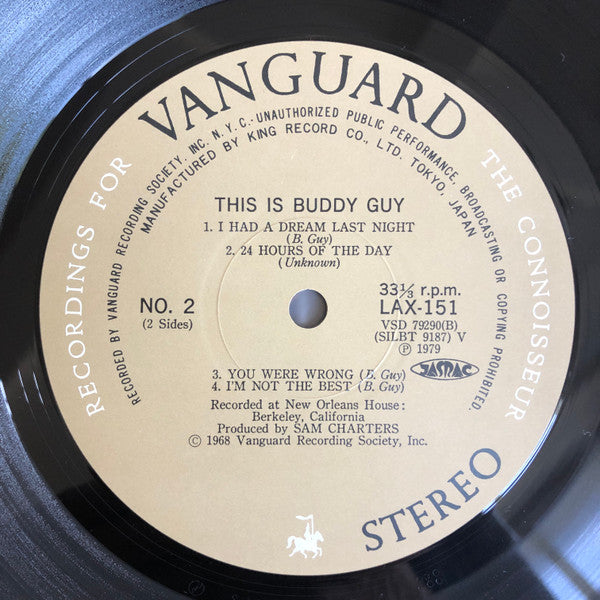 VANGUARD
RECORDINGS FOR THE CONNOISSEUR
RECORDED BY VANGUARD RECORDING SOCIETY, INC. N.Y.C.·UNAUTHORIZED PUBLIC PERFORMANCE, BROADCASTING OR COPYING PROHIBITED.
MANUFACTURED BY KING RECORD CO., LTD. TOKYO, JAPAN
THIS IS BUDDY GUY
1. I HAD A DREAM LAST NIGHT
(B. Guy)
2. 24 HOURS OF THE DAY
(Unknown)
NO. 2
(2 Sides)
33⅓ r.p.m.
LAX-151
VSD 79290(B)
(SILBT 9187) V
Ⓟ 1979
JASRAC
3. YOU WERE WRONG (B. Guy)
4. I'M NOT THE BEST (B. Guy)
Recorded at New Orleans House:
Berkeley, California
Produced by SAM CHARTERS
© 1968 Vanguard Recording Society, Inc.
STEREO